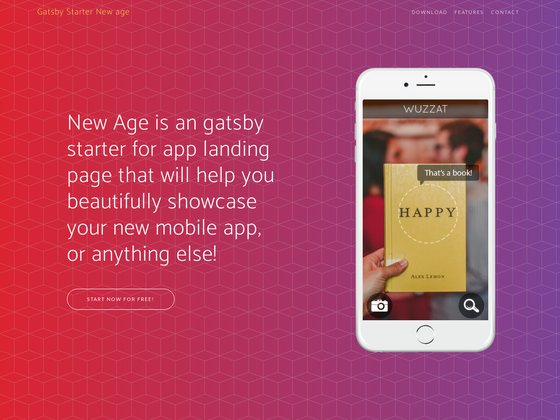 Gatsby Starter New age
DOWNLOAD FEATURES CONTACT
New Age is an gatsby
starter for app landing
page that will help you
beautifully showcase
your new mobile app,
or anything else!
START NOW FOR FREE!
WUZZAT
That's a book!
HAPPY
ALEX LEMON